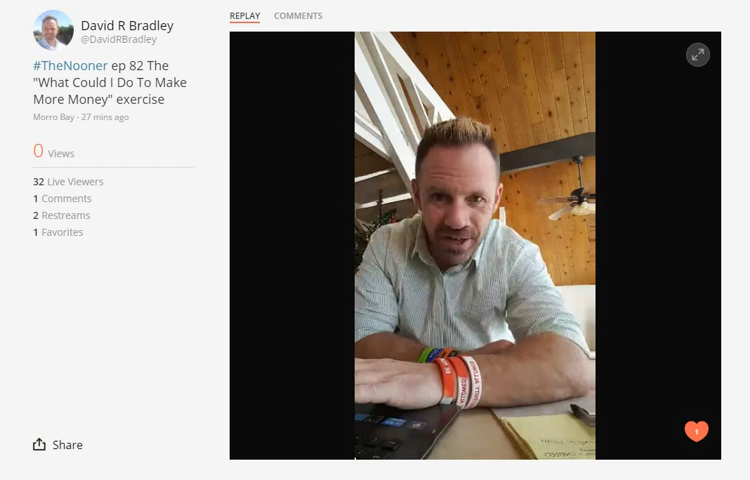 David R Bradley
@DavidRBradley
#TheNooner ep 82 The
"What Could I Do To Make
More Money" exercise
Morro Bay - 27 mins ago
0 Views
32 Live Viewers
1 Comments
2 Restreams
1 Favorites
Share
REPLAY COMMENTS
1